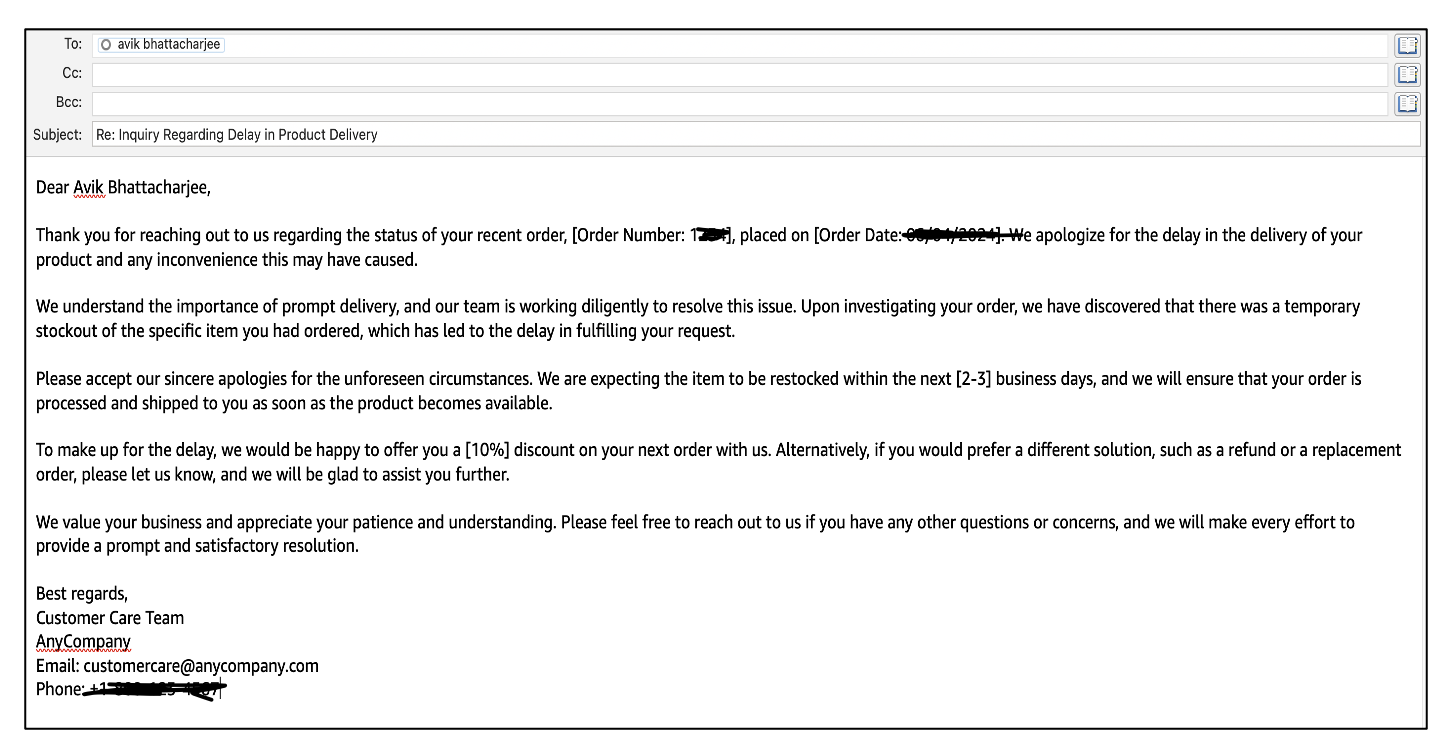 To: avik bhattacharjee
Cc:
Bcc:
Subject: Re: Inquiry Regarding Delay in Product Delivery
Dear Avik Bhattacharjee,
Thank you for reaching out to us regarding the status of your recent order, [Order Number: ], placed on [Order Date: ]. We apologize for the delay in the delivery of your
product and any inconvenience this may have caused.
We understand the importance of prompt delivery, and our team is working diligently to resolve this issue. Upon investigating your order, we have discovered that there was a temporary
stockout of the specific item you had ordered, which has led to the delay in fulfilling your request.
Please accept our sincere apologies for the unforeseen circumstances. We are expecting the item to be restocked within the next [2-3] business days, and we will ensure that your order is
processed and shipped to you as soon as the product becomes available.
To make up for the delay, we would be happy to offer you a [10%] discount on your next order with us. Alternatively, if you would prefer a different solution, such as a refund or a replacement
order, please let us know, and we will be glad to assist you further.
We value your business and appreciate your patience and understanding. Please feel free to reach out to us if you have any other questions or concerns, and we will make every effort to
provide a prompt and satisfactory resolution.
Best regards,
Customer Care Team
AnyCompany
Email: customercare@anycompany.com
Phone: